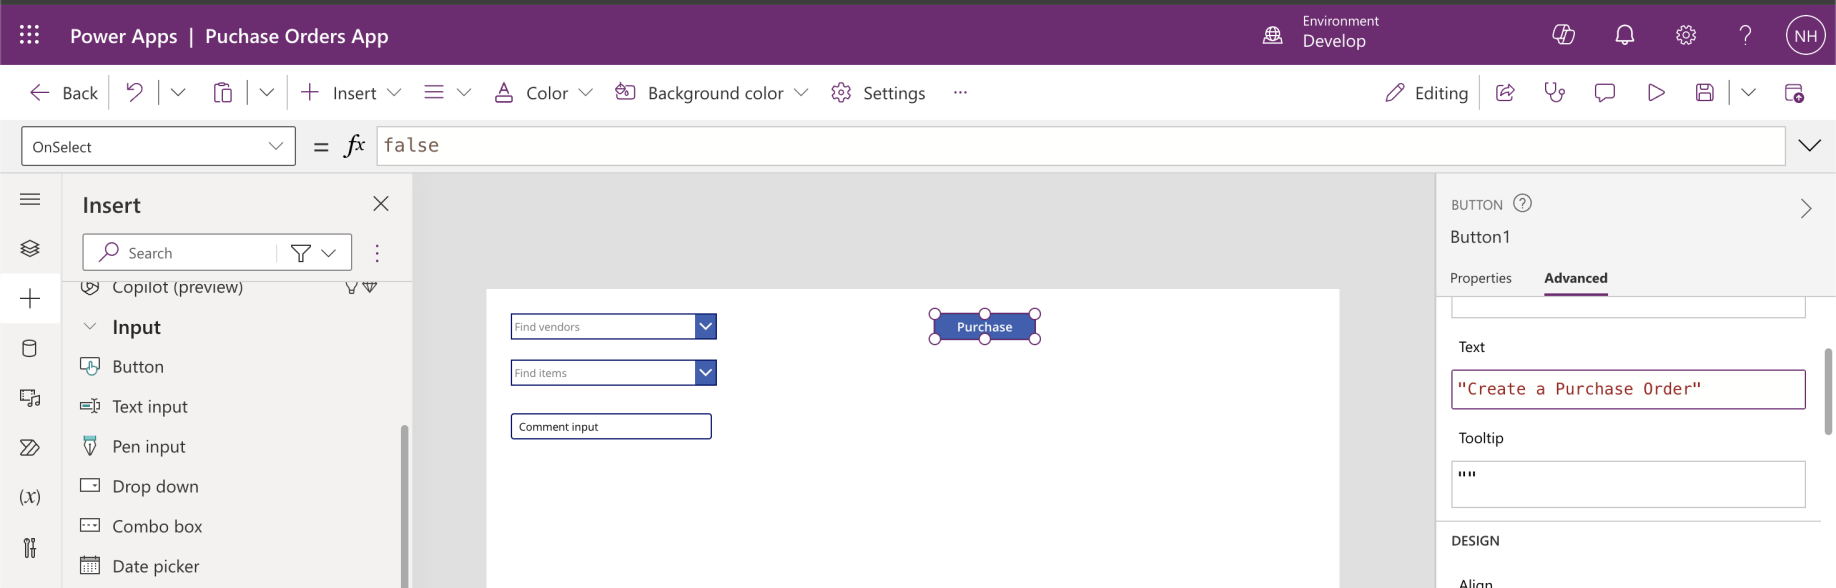 Power Apps | Puchase Orders App
Environment
Develop
NH
Back
Insert
Color
Background color
Settings
Editing
OnSelect
= fx
false
Insert
Search
Copilot (preview)
Input
Button
Text input
Pen input
Drop down
Combo box
Date picker
(x)
Find vendors
Find items
Comment input
Purchase
BUTTON
Button1
Properties
Advanced
Text
"Create a Purchase Order"
Tooltip
""
DESIGN
Align